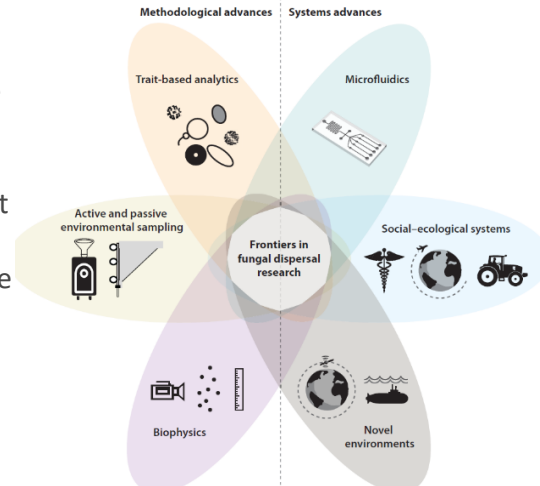 Methodological advances
Systems advances
Trait-based analytics
Microfluidics
t
Active and passive
environmental sampling
Social–ecological systems
e
Frontiers in
fungal dispersal
research
Biophysics
Novel
environments